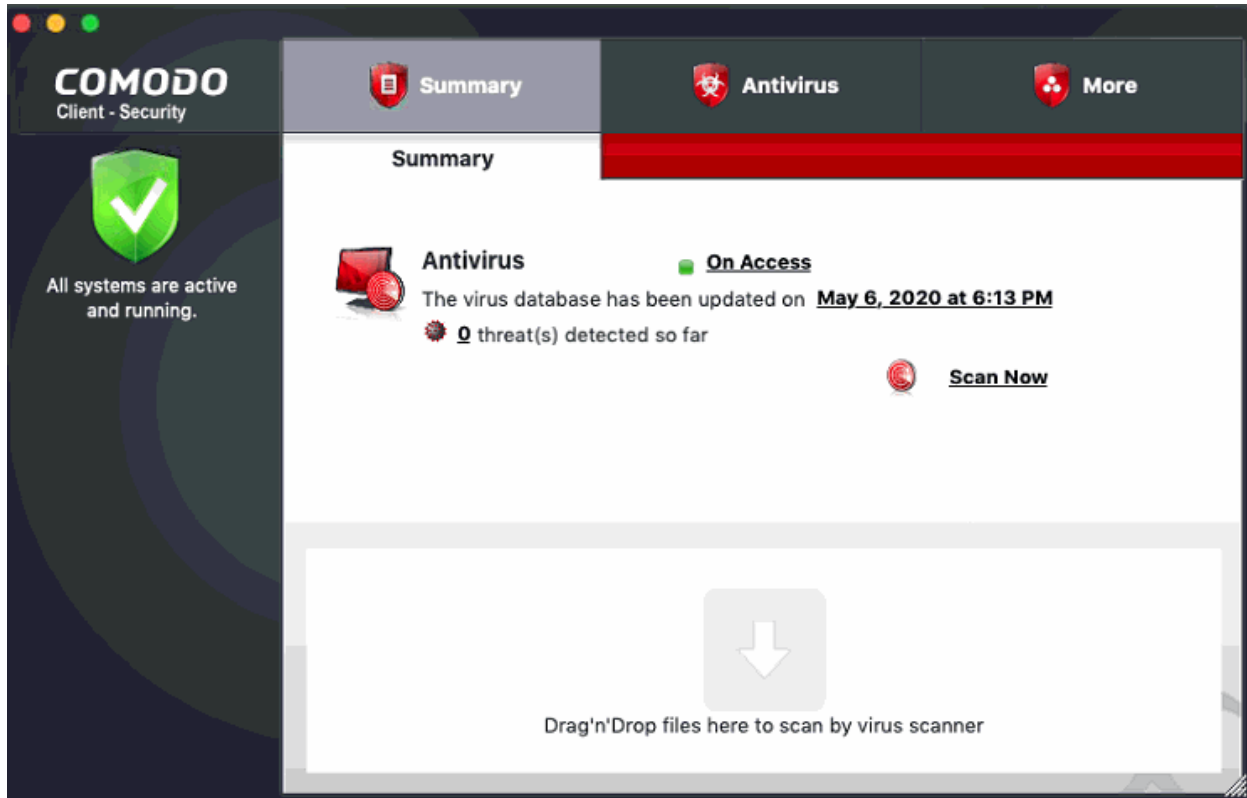 COMODO
Client - Security
Summary
Antivirus
More
Summary
All systems are active
and running.
Antivirus
On Access
The virus database has been updated on May 6, 2020 at 6:13 PM
0 threat(s) detected so far
Scan Now
Drag'n'Drop files here to scan by virus scanner